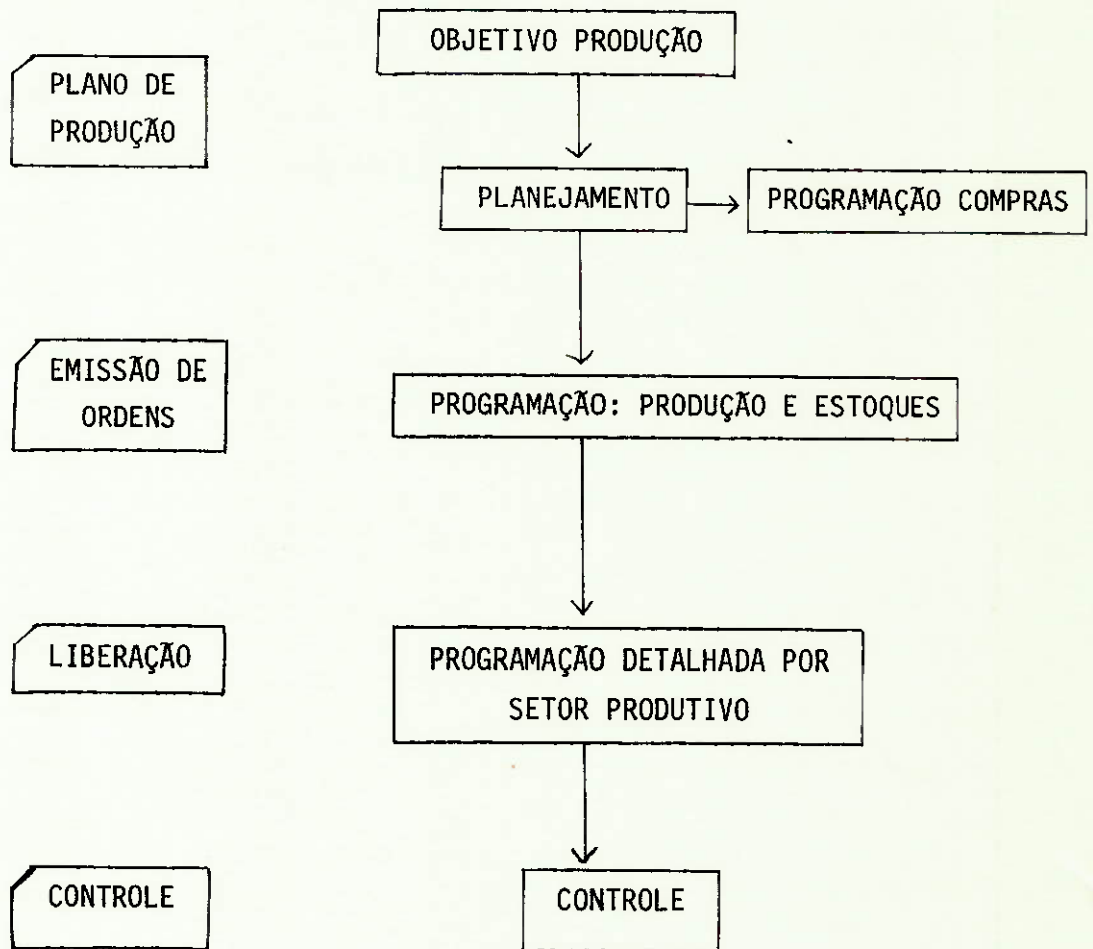 OBJETIVO PRODUÇÃO
PLANO DE
PRODUÇÃO
PLANEJAMENTO
PROGRAMAÇÃO COMPRAS
EMISSÃO DE
ORDENS
PROGRAMAÇÃO: PRODUÇÃO E ESTOQUES
LIBERAÇÃO
PROGRAMAÇÃO DETALHADA POR
SETOR PRODUTIVO
CONTROLE
CONTROLE